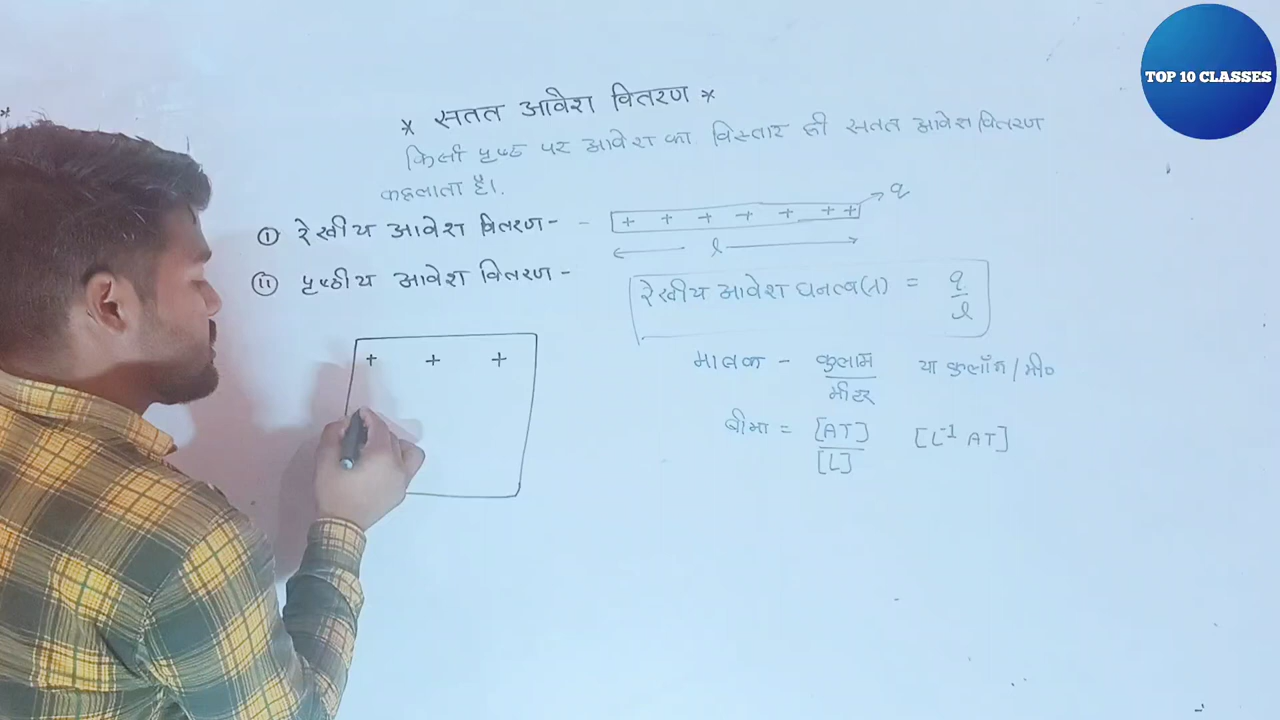 TOP 10 CLASSES
* सतत आवेश वितरण *
किसी पृष्ठ पर आवेश का विस्तार ही सतत आवेश वितरण
कहलाता है।
(i) रेखीय आवेश वितरण - -
+ + + + + + + → q
← l →
(ii) पृष्ठीय आवेश वितरण -
रेखीय आवेश घनत्व(λ) = q/l
+ + +
मात्रक - कुलाम/मीटर या कुलॉम/मी०
बीमा = [AT]/[L] [L⁻¹ AT]